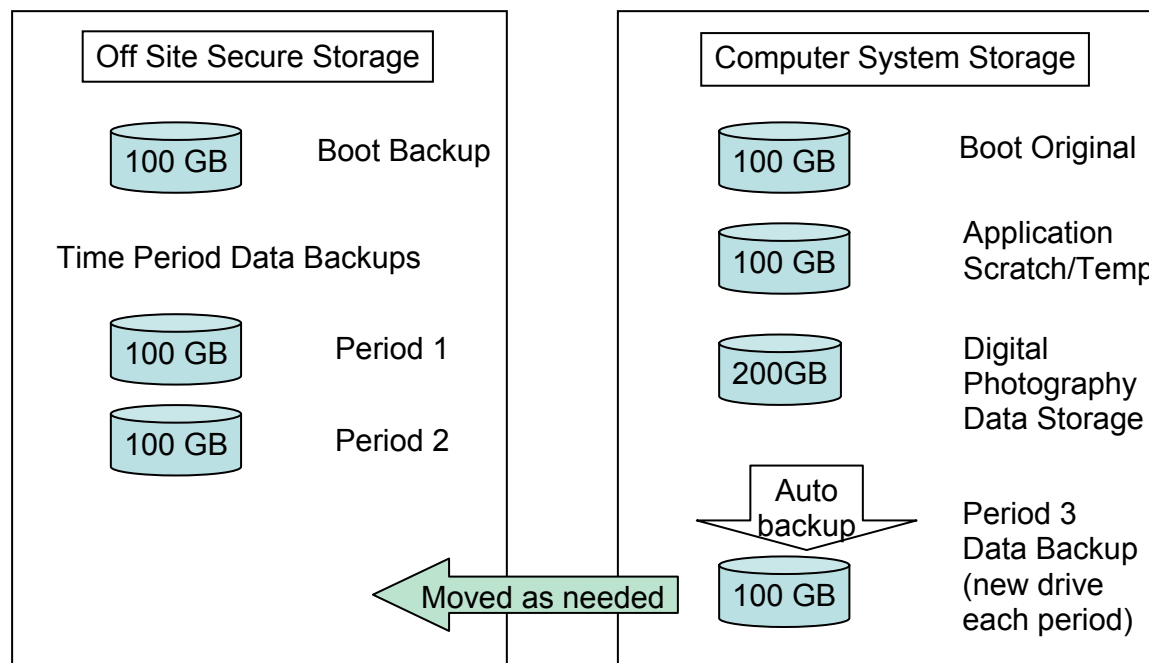 Off Site Secure Storage
100 GB
Boot Backup
Time Period Data Backups
100 GB
Period 1
100 GB
Period 2
Computer System Storage
100 GB
Boot Original
100 GB
Application
Scratch/Temp
200GB
Digital
Photography
Data Storage
Auto
backup
100 GB
Period 3
Data Backup
(new drive
each period)
Moved as needed